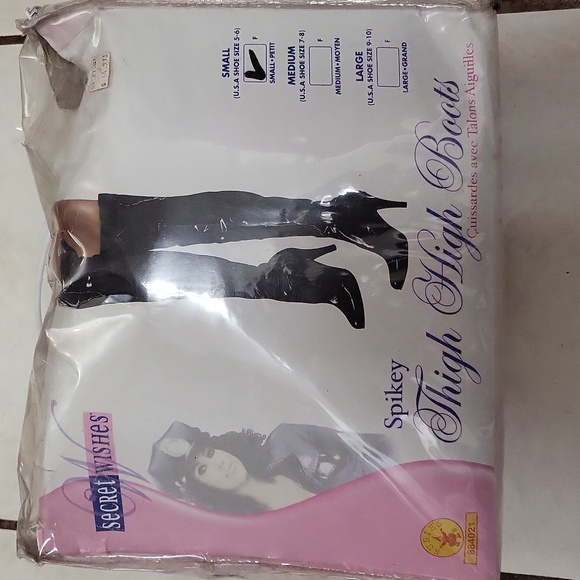 SMALL
(U.S.A SHOE SIZE 5-6)
F
SMALL • PETIT
MEDIUM
(U.S.A SHOE SIZE 7-8)
F
MEDIUM • MOYEN
LARGE
(U.S.A SHOE SIZE 9-10)
F
LARGE • GRAND
Spikey
Thigh High Boots
Cuissardes avec Talons Aiguilles
W
SECRET WISHES
884021